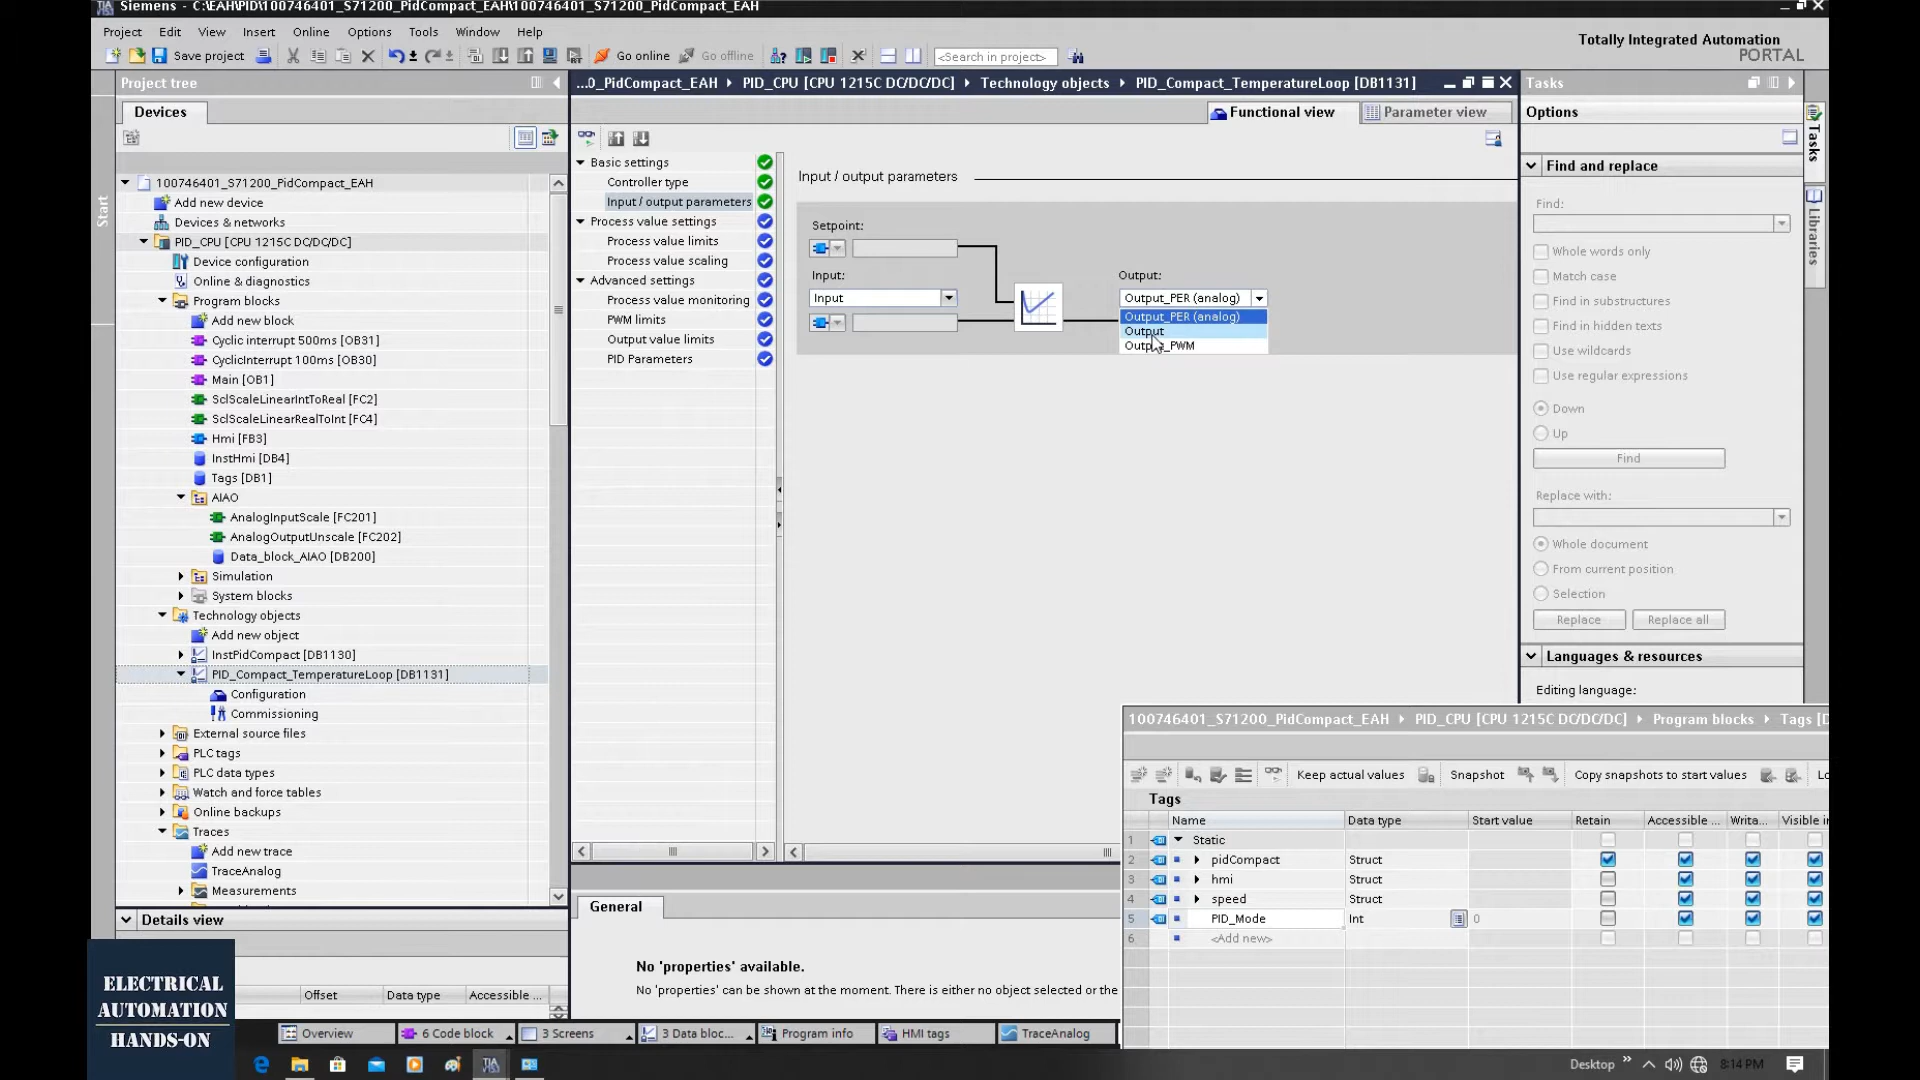 Siemens - C:\EAH\PID\100746401_S71200_PidCompact_EAH\100746401_S71200_PidCompact_EAH
Project Edit View Insert Online Options Tools Window Help
Totally Integrated Automation
PORTAL
Save project
Go online
Go offline
<Search in project>
Project tree
...0_PidCompact_EAH PID_CPU [CPU 1215C DC/DC/DC] Technology objects PID_Compact_TemperatureLoop [DB1131]
Tasks
Devices
Functional view
Parameter view
Options
Start
100746401_S71200_PidCompact_EAH
Add new device
Devices & networks
PID_CPU [CPU 1215C DC/DC/DC]
Device configuration
Online & diagnostics
Program blocks
Add new block
Cyclic interrupt 500ms [OB31]
CyclicInterrupt 100ms [OB30]
Main [OB1]
SclScaleLinearIntToReal [FC2]
SclScaleLinearRealToInt [FC4]
Hmi [FB3]
InstHmi [DB4]
Tags [DB1]
AIAO
AnalogInputScale [FC201]
AnalogOutputUnscale [FC202]
Data_block_AIAO [DB200]
Simulation
System blocks
Technology objects
Add new object
InstPidCompact [DB1130]
PID_Compact_TemperatureLoop [DB1131]
Configuration
Commissioning
External source files
PLC tags
PLC data types
Watch and force tables
Online backups
Traces
Add new trace
TraceAnalog
Measurements
Details view
Offset Data type Accessible ...
Basic settings
Controller type
Input / output parameters
Process value settings
Process value limits
Process value scaling
Advanced settings
Process value monitoring
PWM limits
Output value limits
PID Parameters
Input / output parameters
Setpoint:
Input:
Input
Output:
Output_PER (analog)
Output_PER (analog)
Output
Output_PWM
General
No 'properties' available.
No 'properties' can be shown at the moment. There is either no object selected or the
Find and replace
Find:
Whole words only
Match case
Find in substructures
Find in hidden texts
Use wildcards
Use regular expressions
Down
Up
Find
Replace with:
Whole document
From current position
Selection
Replace
Replace all
Languages & resources
Editing language:
Tasks
Libraries
100746401_S71200_PidCompact_EAH PID_CPU [CPU 1215C DC/DC/DC] Program blocks Tags [D
Keep actual values Snapshot Copy snapshots to start values Lo
Tags
Name Data type Start value Retain Accessible ... Writa... Visible i
1 Static
2 pidCompact Struct
3 hmi Struct
4 speed Struct
5 PID_Mode Int 0
6 <Add new>
ELECTRICAL
AUTOMATION
HANDS-ON
Overview
6 Code block
3 Screens
3 Data bloc...
Program info
HMI tags
TraceAnalog
Desktop
8:14 PM